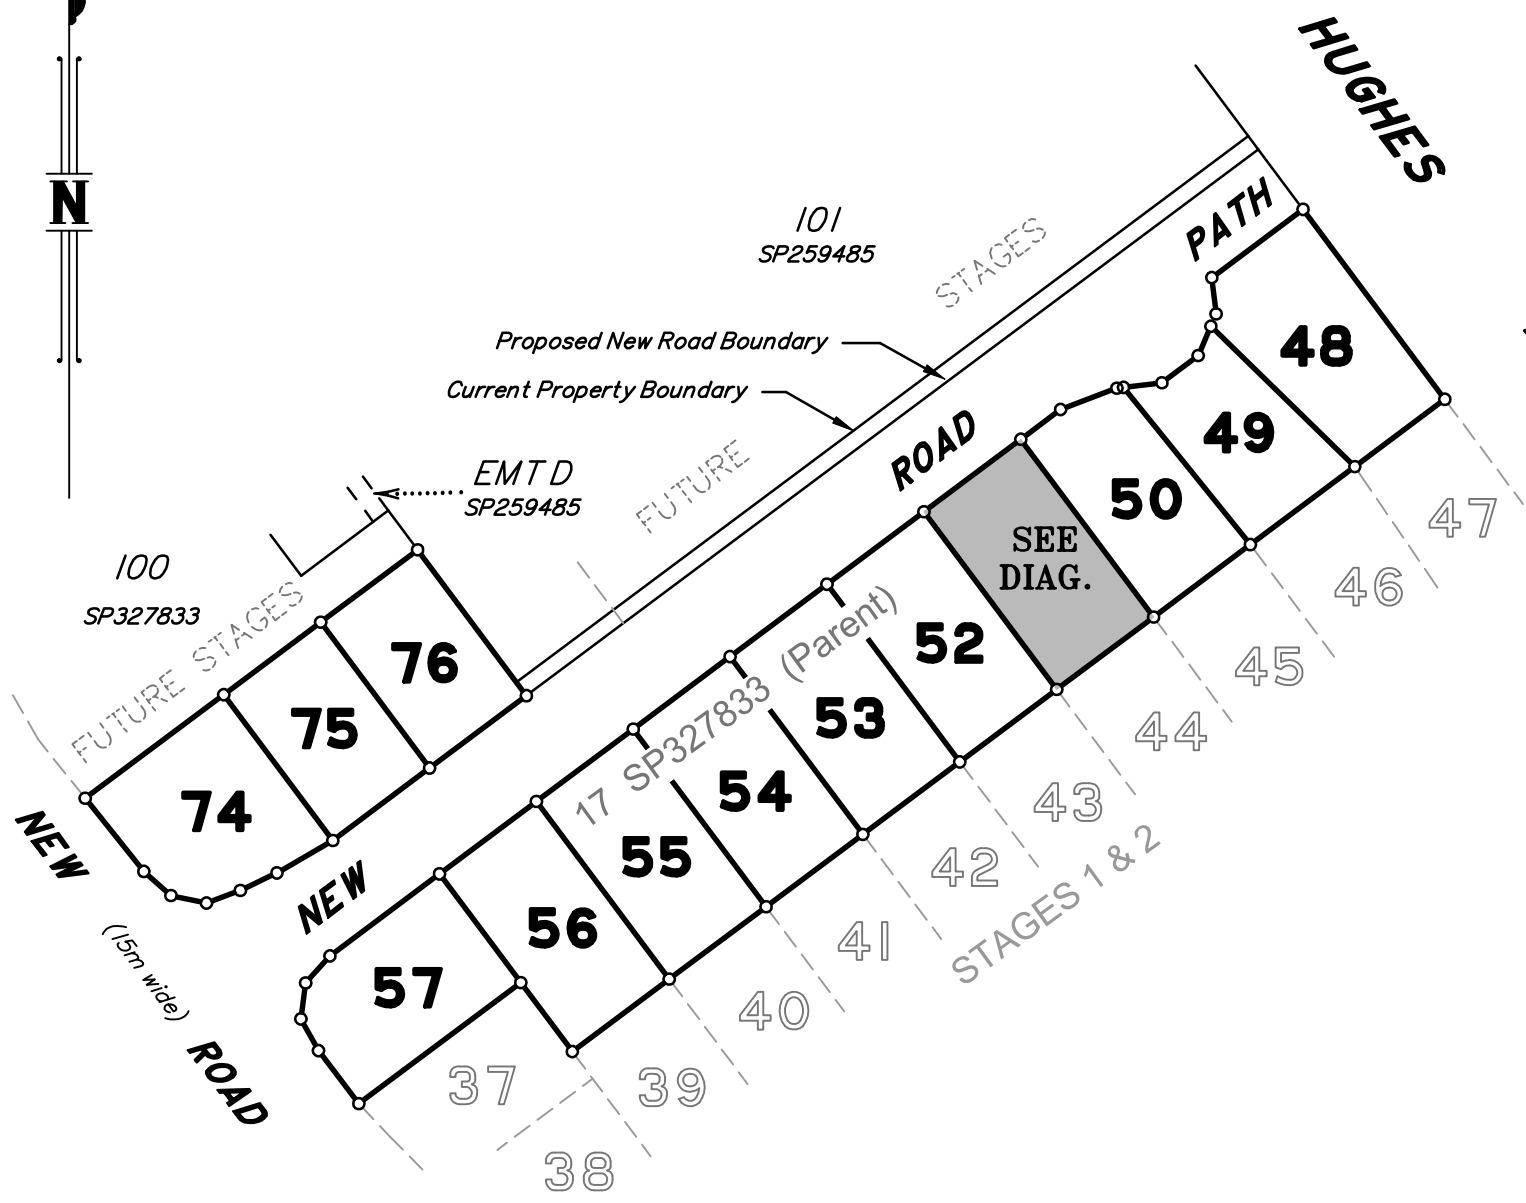 HUGHES
N
PATH
101
SP259485
STAGES
Proposed New Road Boundary
48
Current Property Boundary
ROAD
49
FUTURE
EMT D
SP259485
50
47
SEE
DIAG.
100
SP327833
46
FUTURE STAGES
76
52
45
17 SP327833 (Parent)
75
53
44
74
54
43
NEW
55
42
STAGES 1 & 2
NEW
56
41
(15m wide)
57
40
ROAD
37
39
38